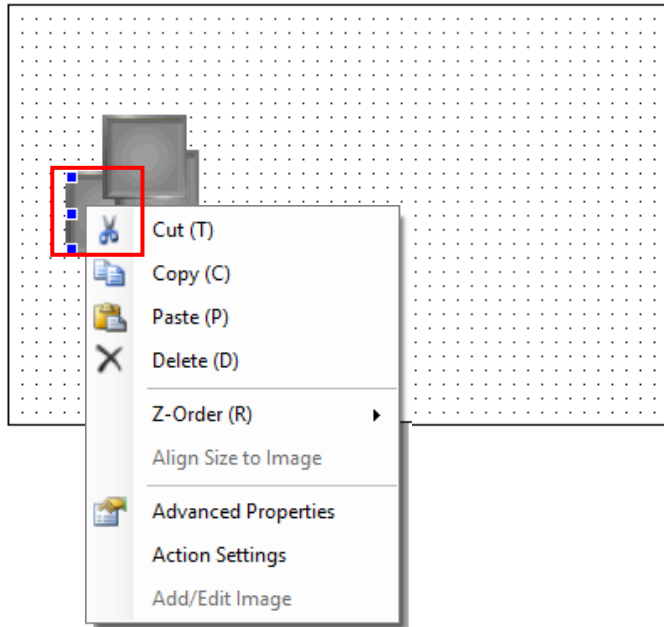 Cut (T)
Copy (C)
Paste (P)
Delete (D)
Z-Order (R)
Align Size to Image
Advanced Properties
Action Settings
Add/Edit Image